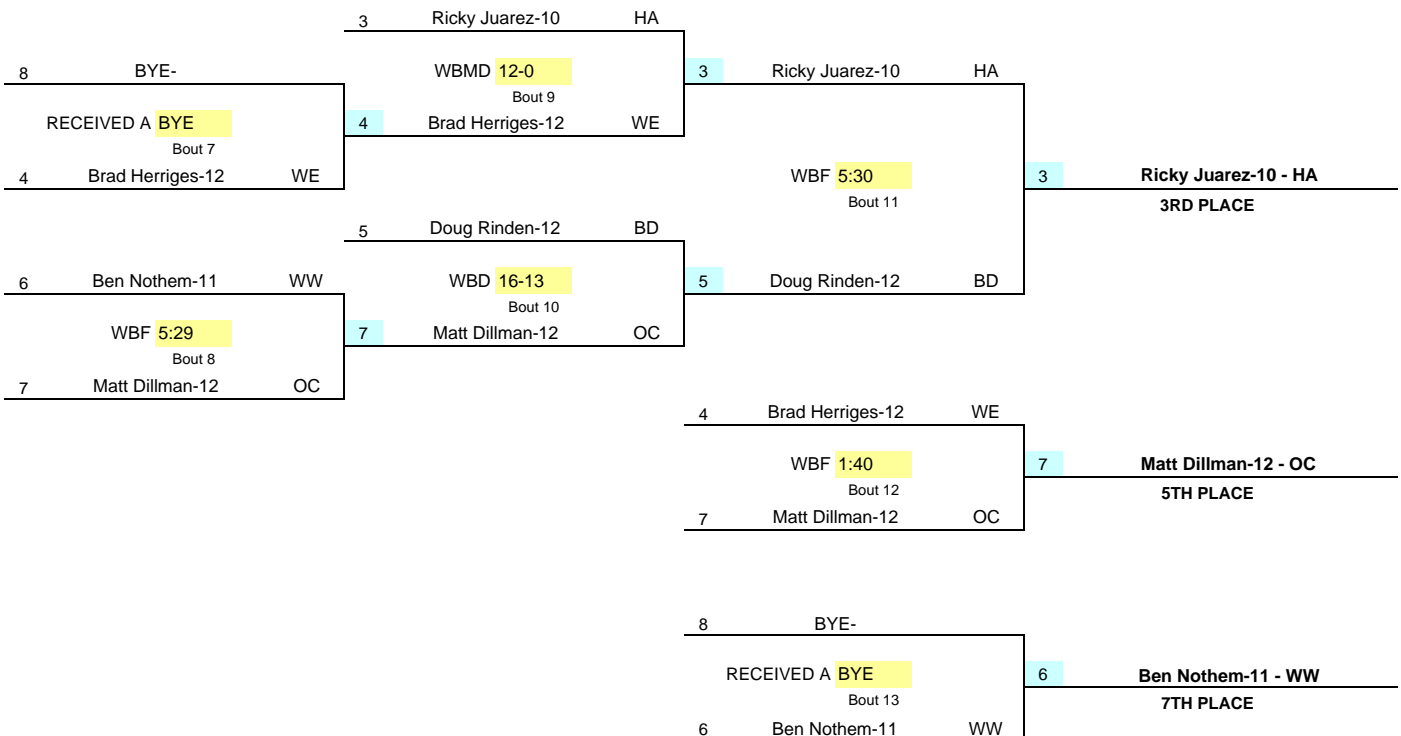 3 Ricky Juarez-10 HA
8 BYE-
WBMD 12-0
3 Ricky Juarez-10 HA
Bout 9
RECEIVED A BYE
4 Brad Herriges-12 WE
Bout 7
4 Brad Herriges-12 WE
WBF 5:30
3 Ricky Juarez-10 - HA
Bout 11
3RD PLACE
5 Doug Rinden-12 BD
6 Ben Nothem-11 WW
WBD 16-13
5 Doug Rinden-12 BD
Bout 10
WBF 5:29
7 Matt Dillman-12 OC
Bout 8
7 Matt Dillman-12 OC
4 Brad Herriges-12 WE
WBF 1:40
7 Matt Dillman-12 - OC
Bout 12
5TH PLACE
7 Matt Dillman-12 OC
8 BYE-
RECEIVED A BYE
6 Ben Nothem-11 - WW
Bout 13
7TH PLACE
6 Ben Nothem-11 WW